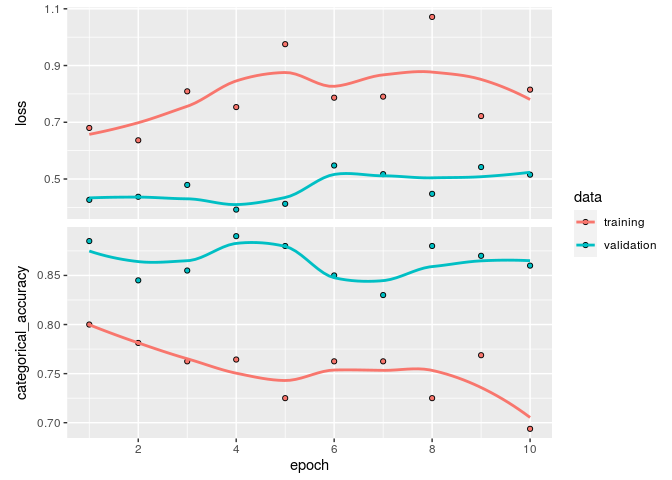 loss
1.1
0.9
0.7
0.5
categorical_accuracy
0.85
0.80
0.75
0.70
2
4
6
8
10
epoch
data
training
validation